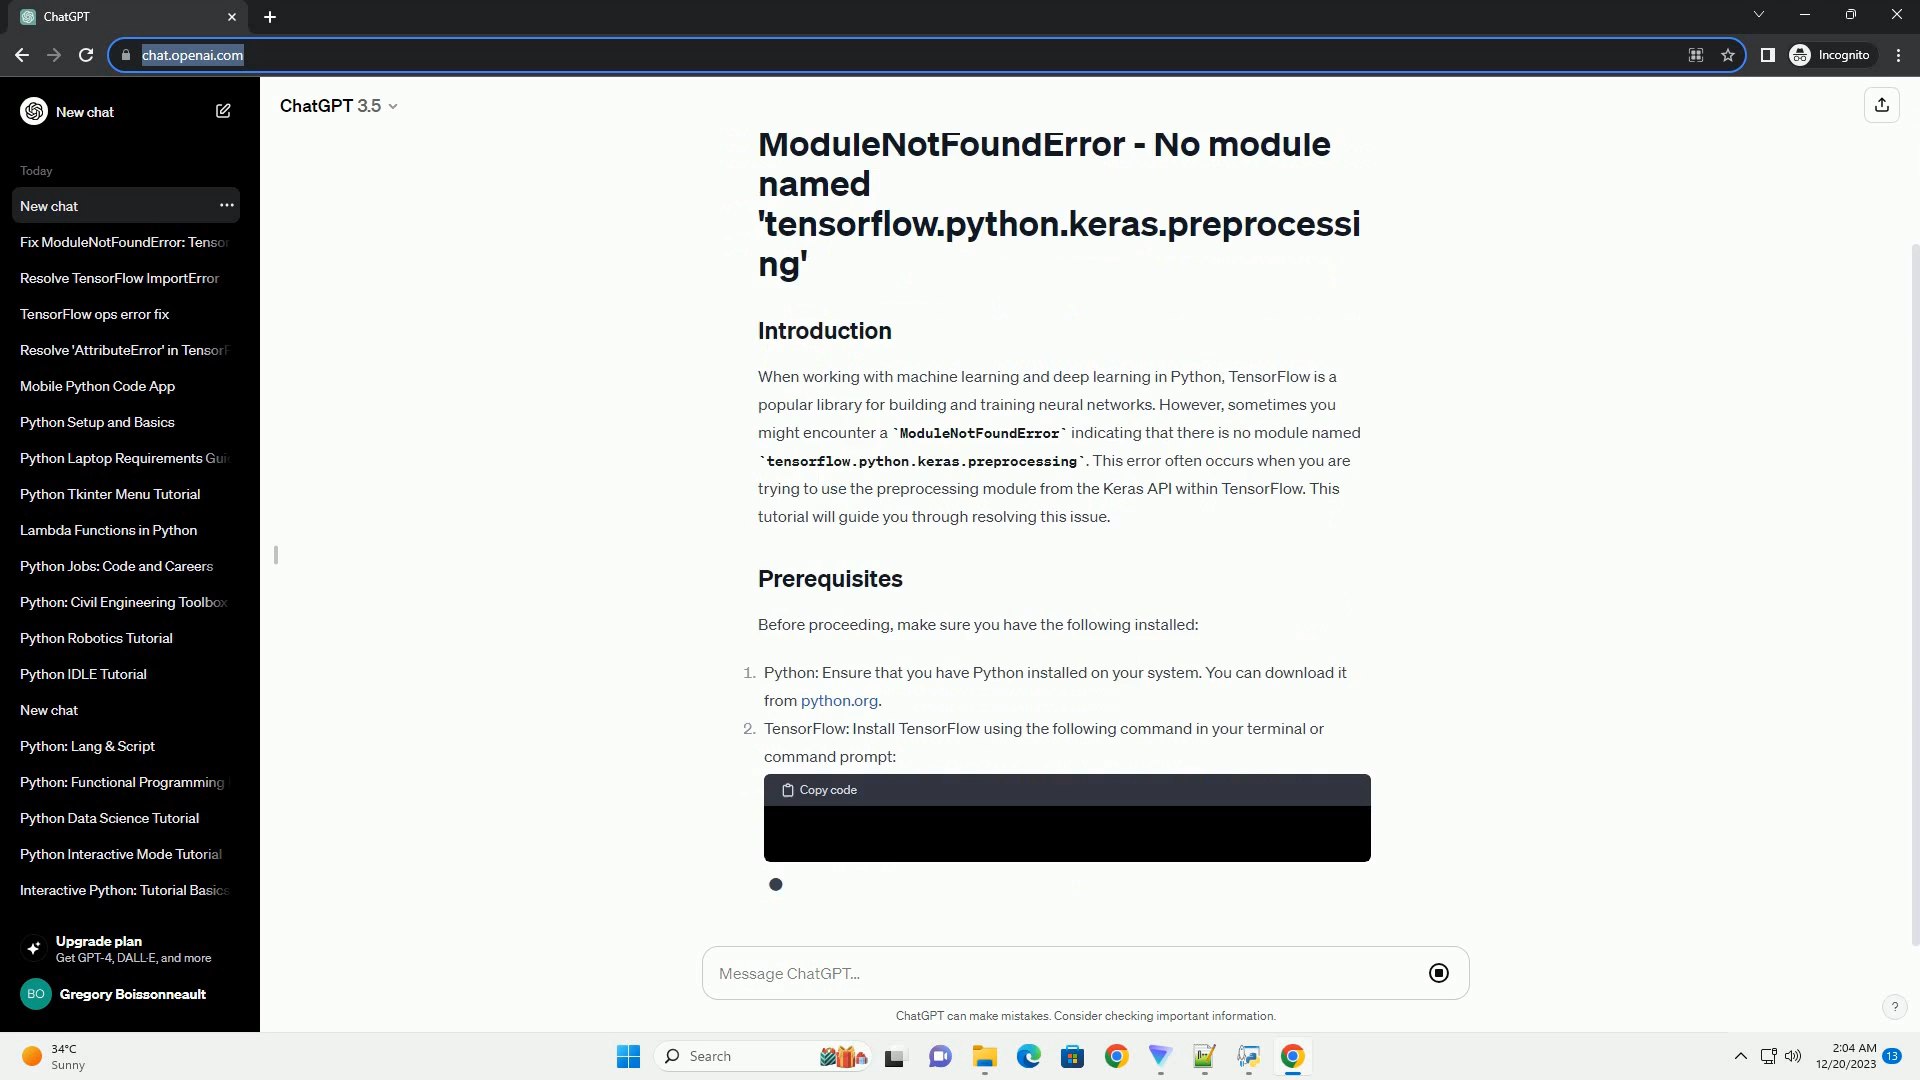 ChatGPT
chat.openai.com
Incognito
New chat
Today
New chat
Fix ModuleNotFoundError: Tensor
Resolve TensorFlow ImportError
TensorFlow ops error fix
Resolve 'AttributeError' in TensorF
Mobile Python Code App
Python Setup and Basics
Python Laptop Requirements Gui
Python Tkinter Menu Tutorial
Lambda Functions in Python
Python Jobs: Code and Careers
Python: Civil Engineering Toolbox
Python Robotics Tutorial
Python IDLE Tutorial
New chat
Python: Lang & Script
Python: Functional Programming
Python Data Science Tutorial
Python Interactive Mode Tutorial
Interactive Python: Tutorial Basics
Upgrade plan
Get GPT-4, DALL·E, and more
BO
Gregory Boissonneault
ChatGPT 3.5
ModuleNotFoundError - No module
named
'tensorflow.python.keras.preprocessi
ng'
Introduction
When working with machine learning and deep learning in Python, TensorFlow is a
popular library for building and training neural networks. However, sometimes you
might encounter a `ModuleNotFoundError` indicating that there is no module named
`tensorflow.python.keras.preprocessing`. This error often occurs when you are
trying to use the preprocessing module from the Keras API within TensorFlow. This
tutorial will guide you through resolving this issue.
Prerequisites
Before proceeding, make sure you have the following installed:
1. Python: Ensure that you have Python installed on your system. You can download it
from python.org.
2. TensorFlow: Install TensorFlow using the following command in your terminal or
command prompt:
Copy code
Message ChatGPT...
ChatGPT can make mistakes. Consider checking important information.
?
34°C
Sunny
Search
2:04 AM
12/20/2023
13